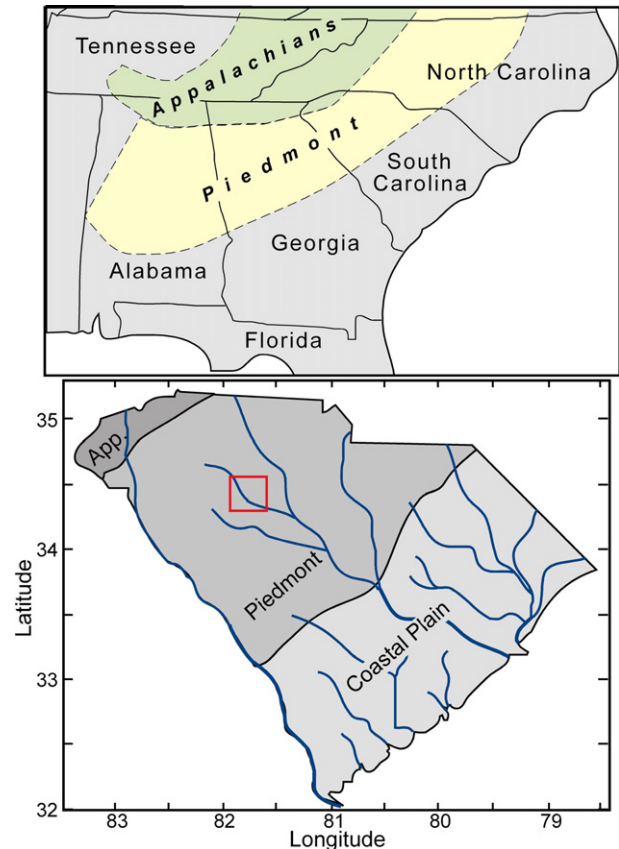 Tennessee
Appalachians
North Carolina
Piedmont
South
Carolina
Georgia
Alabama
Florida
35
App.
34
Latitude
Piedmont
Coastal Plain
33
32
83
82
81
80
79
Longitude